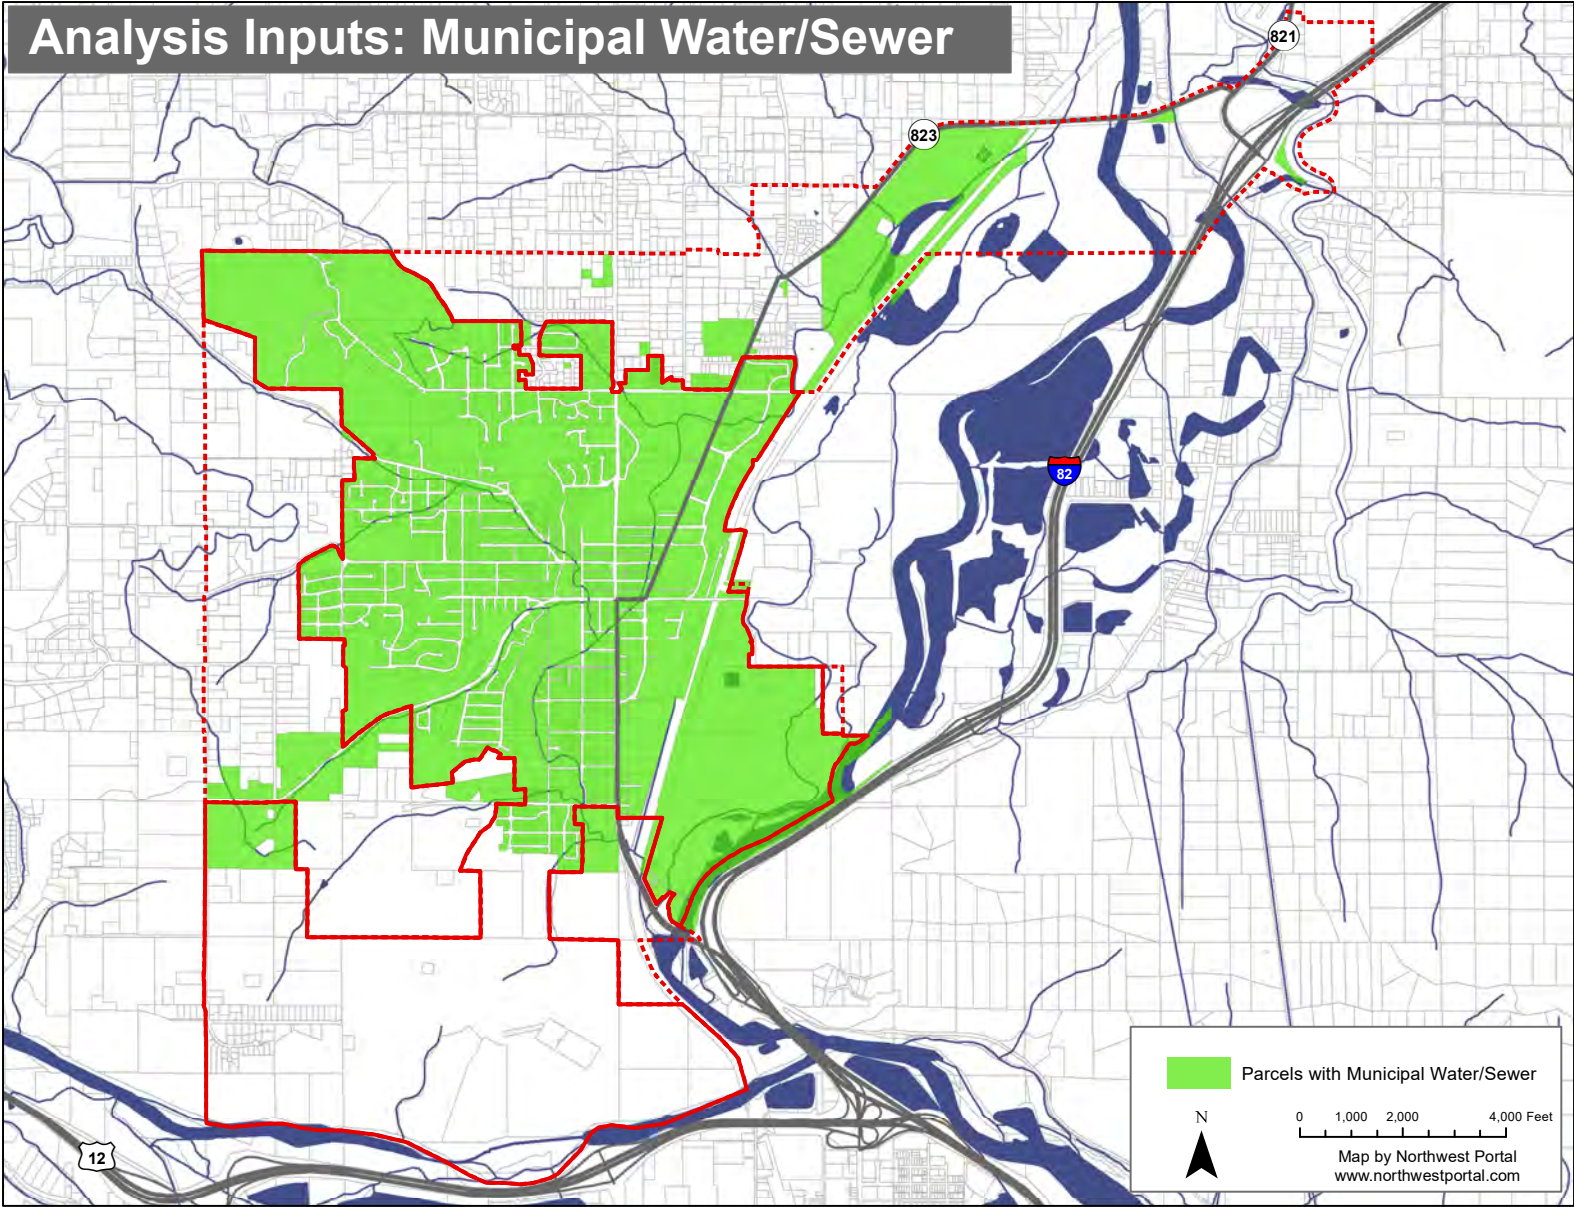 Analysis Inputs: Municipal Water/Sewer
821
823
82
12
Parcels with Municipal Water/Sewer
N
0 1,000 2,000 4,000 Feet
Map by Northwest Portal
www.northwestportal.com